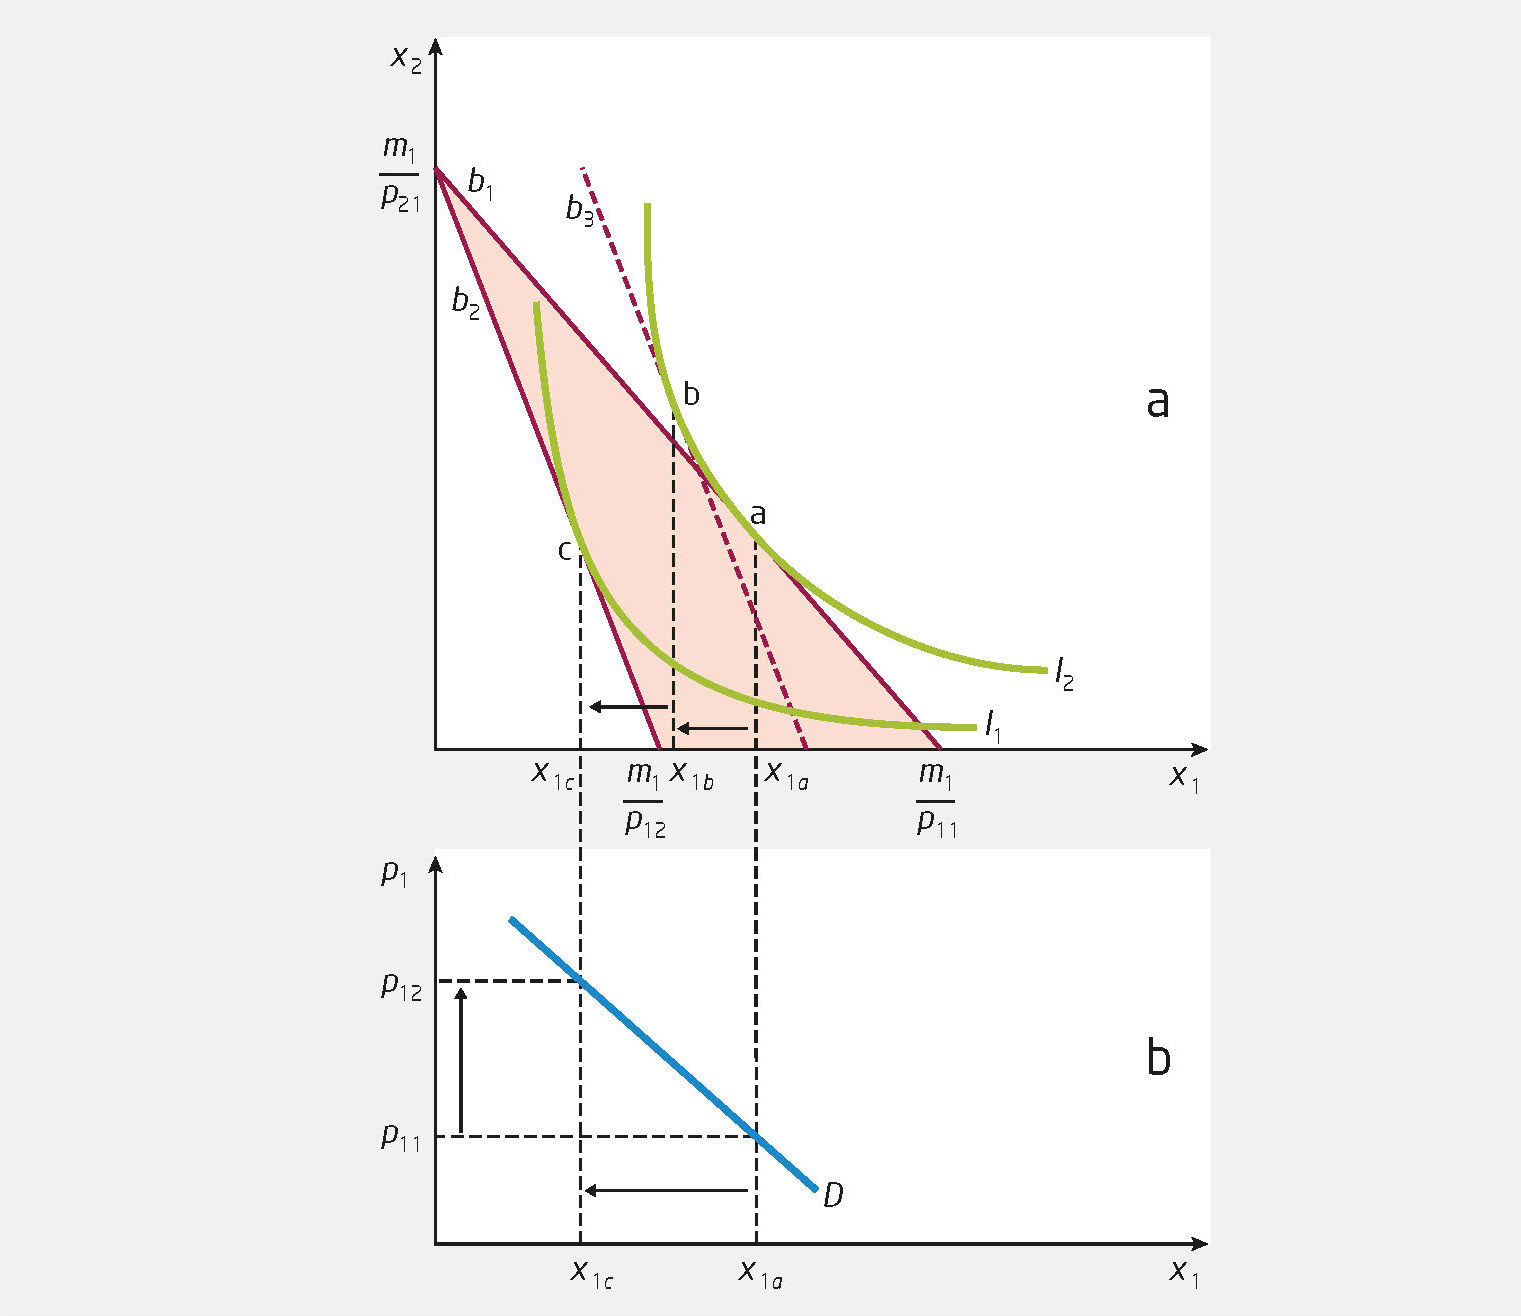 x₂
m₁
p₂₁
b₁
b₃
b₂
b
a
a
c
I₂
I₁
x₁c m₁ x₁b x₁a m₁ x₁
p₁₂ p₁₁
p₁
p₁₂
b
p₁₁
D
x₁c x₁a x₁